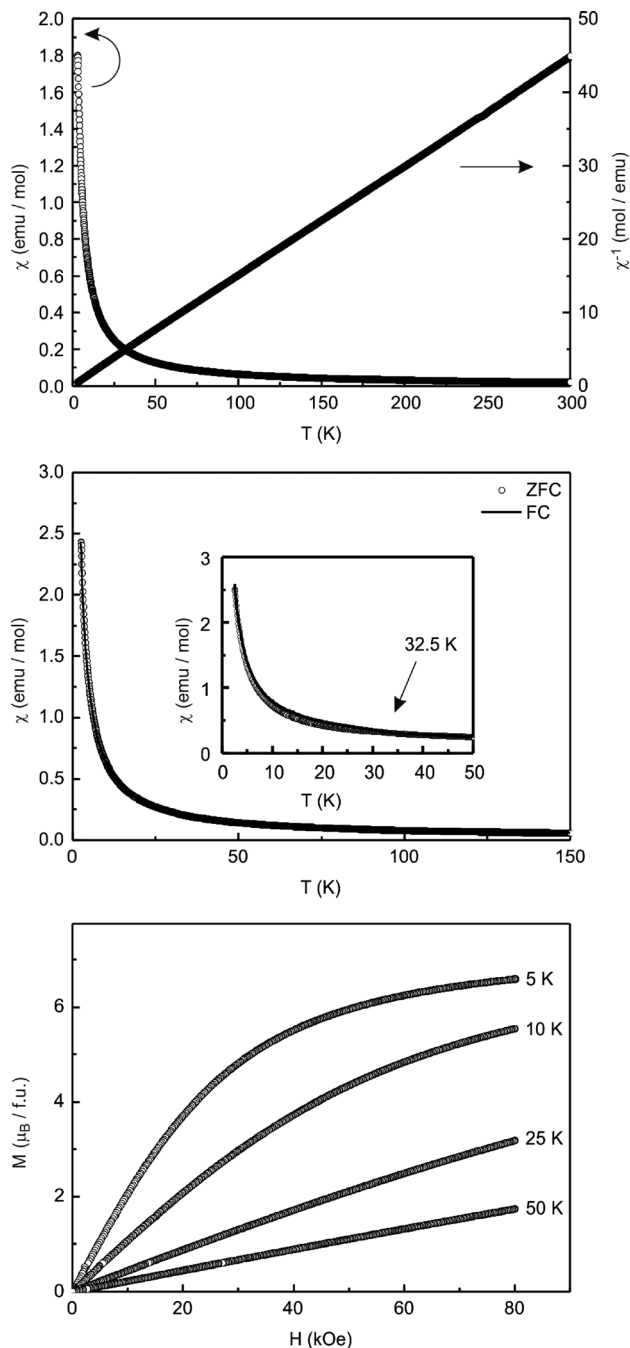 2.0
1.8
1.6
1.4
1.2
1.0
0.8
0.6
0.4
0.2
0.0
χ (emu / mol)
50
40
30
20
10
0
χ⁻¹ (mol / emu)
0 50 100 150 200 250 300
T (K)
3.0
2.5
2.0
1.5
1.0
0.5
0.0
χ (emu / mol)
ZFC
FC
3
2
1
0
χ (emu / mol)
32.5 K
0 10 20 30 40 50
T (K)
0 50 100 150
T (K)
6
4
2
0
M (μB / f.u.)
5 K
10 K
25 K
50 K
0 20 40 60 80
H (kOe)